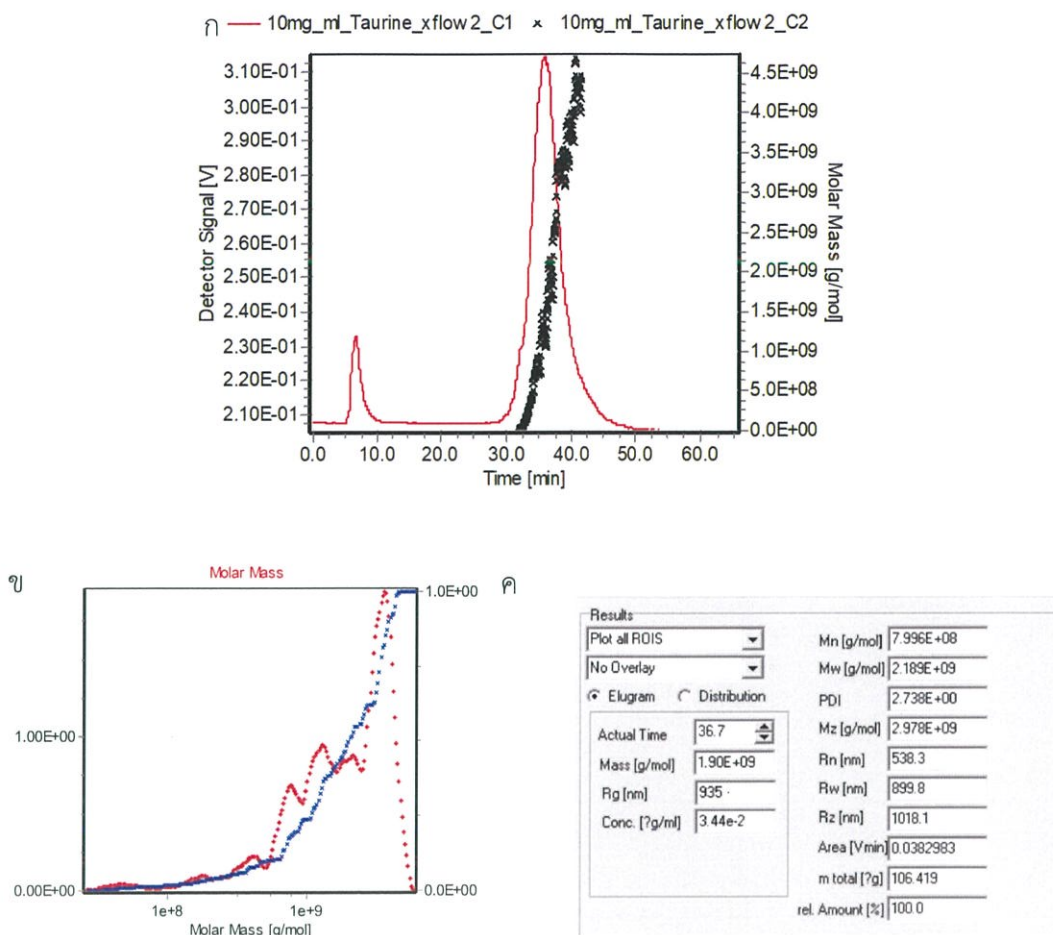 ก 10mg_ml_Taurine_xflow2_C1 × 10mg_ml_Taurine_xflow2_C2
3.10E-01
3.00E-01
2.90E-01
2.80E-01
2.70E-01
2.60E-01
2.50E-01
2.40E-01
2.30E-01
2.20E-01
2.10E-01
Detector Signal [V]
4.5E+09
4.0E+09
3.5E+09
3.0E+09
2.5E+09
2.0E+09
1.5E+09
1.0E+09
5.0E+08
0.0E+00
Molar Mass [g/mol]
0.0 10.0 20.0 30.0 40.0 50.0 60.0
Time [min]
ข
Molar Mass
1.00E+00
0.00E+00
1.0E+00
0.0E+00
1e+8 1e+9
Molar Mass [g/mol]
ค
Results
Plot all ROIS
No Overlay
Elugram Distribution
Actual Time 36.7
Mass [g/mol] 1.90E+09
Rg [nm] 935
Conc. [?g/ml] 3.44e-2
Mn [g/mol] 7.996E+08
Mw [g/mol] 2.189E+09
PDI 2.738E+00
Mz [g/mol] 2.978E+09
Rn [nm] 538.3
Rw [nm] 899.8
Rz [nm] 1018.1
Area [Vmin] 0.0382983
m total [?g] 106.419
rel. Amount [%] 100.0